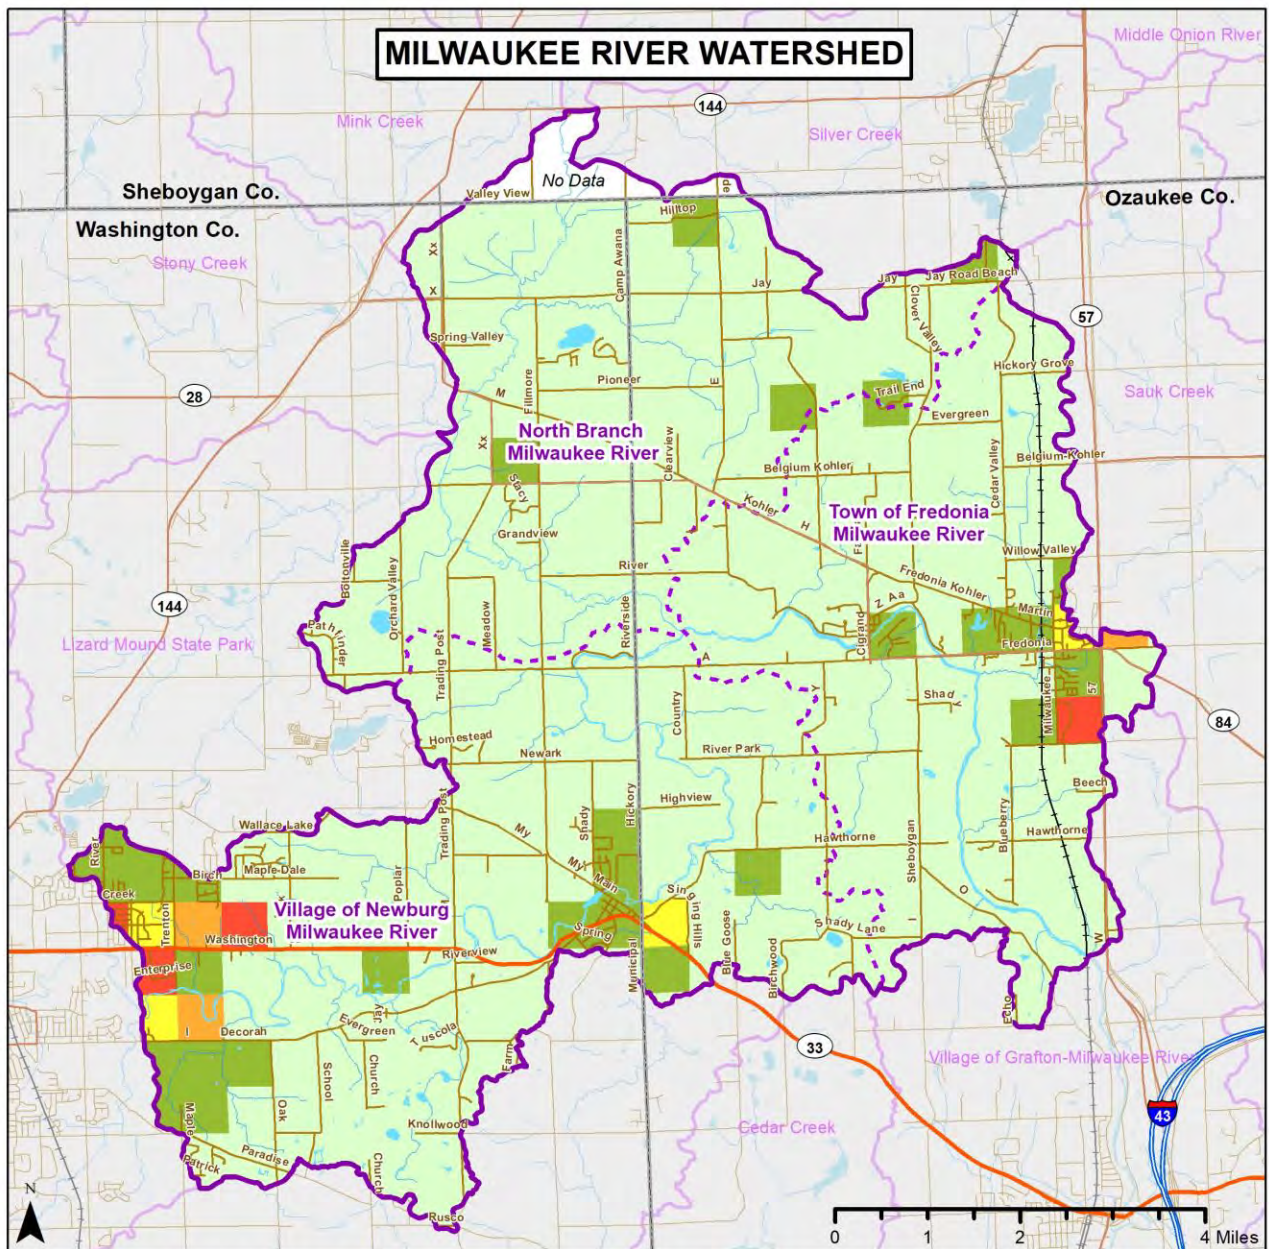 MILWAUKEE RIVER WATERSHED
Middle Onion River
144
Mink Creek
Silver Creek
No Data
Valley View
Sheboygan Co.
Ozaukee Co.
Washington Co.
Hilltop
Stony Creek
Xx
Camp Awana
X
Jay
Jay
Jay Road Beach
Clover Valley
57
Spring Valley
Hickory Grove
28
Pioneer
E
Trail End
M
Fillmore
Sauk Creek
Evergreen
North Branch
Milwaukee River
Xx
Clearview
Cedar Valley
Belgium-Kohler
Belgium Kohler
Stacy
Kohler
H
Town of Fredonia
Milwaukee River
Grandview
Willow Valley
Boltonville
River
Fredonia Kohler
144
Orchard Valley
Meadow
Riverside
Z Aa
Martin
Pathfinder
Cigrand
Fredonia
Lizard Mound State Park
Trading Post
A
Y
Shady
Milwaukee
57
Country
84
Homestead
Newark
River Park
Beech
Highview
Hickory
Shady
Trading Post
Blueberry
Wallace Lake
My
Hawthorne
Hawthorne
River
Maple Dale
Birch
Poplar
My
Main
Sheboygan
Creek
Singing Hills
O
Village of Newburg
Milwaukee River
Trenton
Washington
Spring
Shady Lane
I
W
Riverview
Municipal
Blue Goose
Birchwood
Enterprise
Jay
Echo
I
Decorah
Evergreen
Tuscola
Farm
33
Village of Grafton-Milwaukee River
School
Church
Oak
Maple
Knollwood
Cedar Creek
43
Paradise
Patrick
Church
Rusco
N
0
2
4 Miles